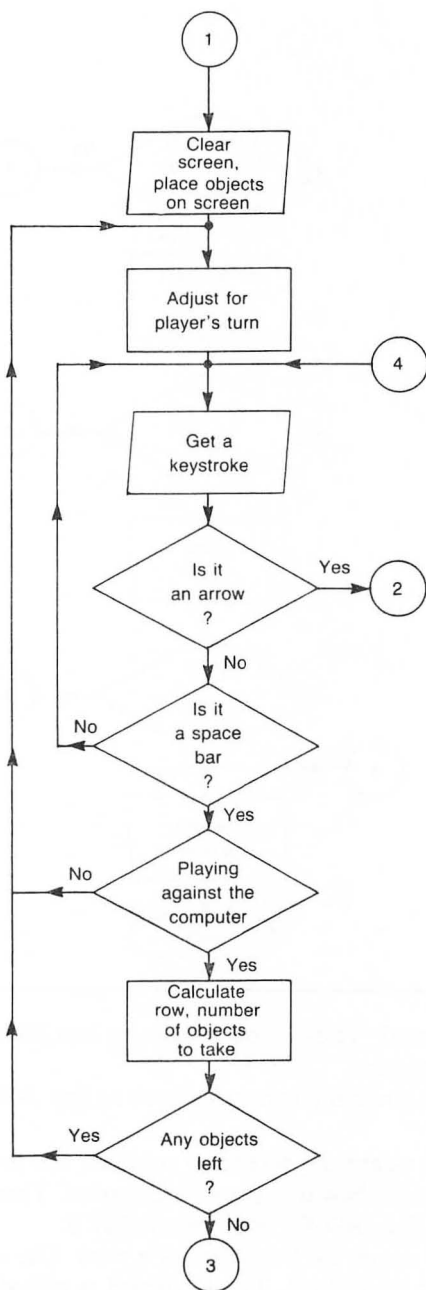 1
Clear
screen,
place objects
on screen
Adjust for
player's turn
4
Get a
keystroke
Is it
an arrow
?
Yes
2
No
Is it
a space
bar
?
No
Yes
Playing
against the
computer
No
Yes
Calculate
row, number
of objects
to take
Any objects
left
?
Yes
No
3